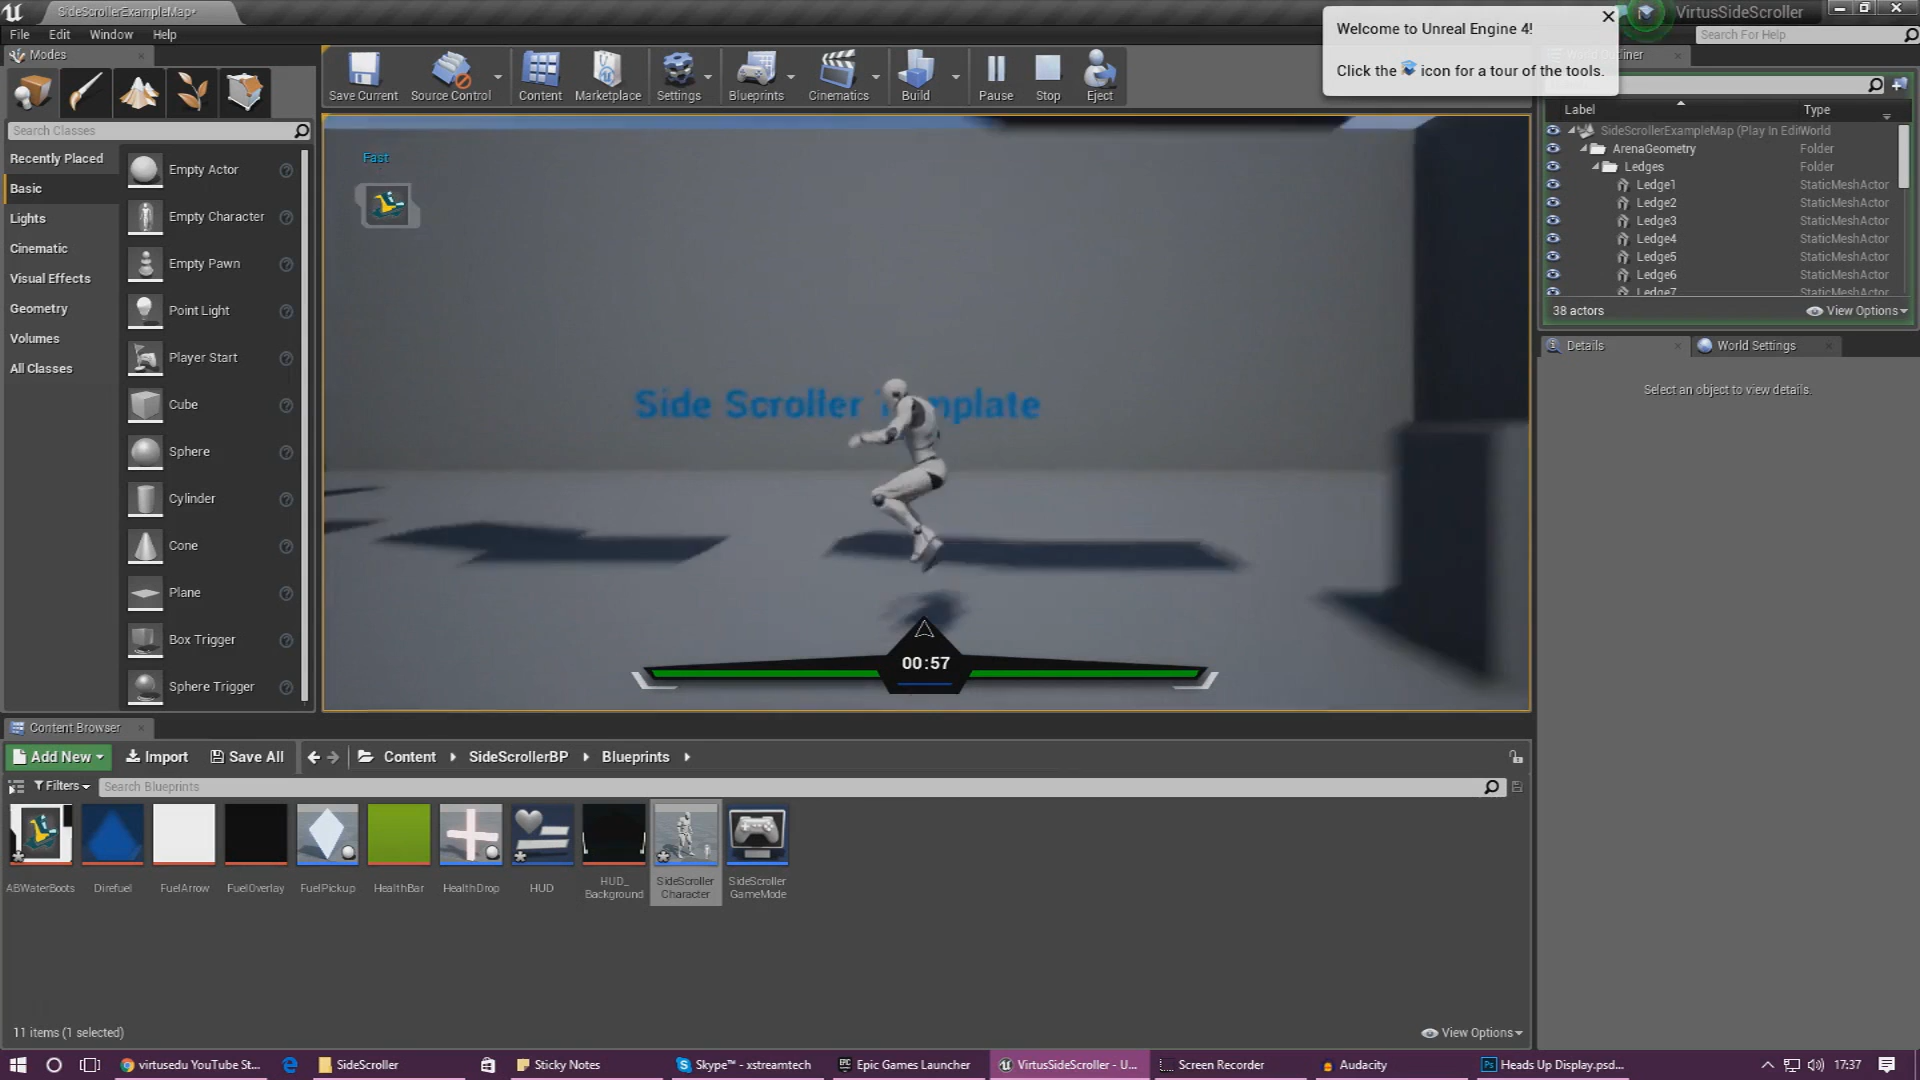 SideScrollerExampleMap*
VirtusSideScroller
File Edit Window Help
Search For Help
Welcome to Unreal Engine 4!
Click the icon for a tour of the tools.
Modes
Save Current
Source Control
Content
Marketplace
Settings
Blueprints
Cinematics
Build
Pause
Stop
Eject
Search Classes
Recently Placed
Basic
Lights
Cinematic
Visual Effects
Geometry
Volumes
All Classes
Empty Actor
Empty Character
Empty Pawn
Point Light
Player Start
Cube
Sphere
Cylinder
Cone
Plane
Box Trigger
Sphere Trigger
Fast
Side Scroller
00:57
Label Type
SideScrollerExampleMap (Play In Edi World
ArenaGeometry Folder
Ledges Folder
Ledge1 StaticMeshActor
Ledge2 StaticMeshActor
Ledge3 StaticMeshActor
Ledge4 StaticMeshActor
Ledge5 StaticMeshActor
Ledge6 StaticMeshActor
Ledge7 StaticMeshActor
38 actors View Options
Details World Settings
Select an object to view details.
Content Browser
Add New Import Save All Content SideScrollerBP Blueprints
Filters Search Blueprints
ABWaterBoots
Direfuel
FuelArrow
FuelOverlay
FuelPickup
HealthBar
HealthDrop
HUD
HUD_
Background
SideScroller
Character
SideScroller
GameMode
11 items (1 selected) View Options
virtusedu YouTube St... SideScroller Sticky Notes Skype™ - xstreamtech Epic Games Launcher VirtusSideScroller - U... Screen Recorder Audacity Heads Up Display.psd... 17:37